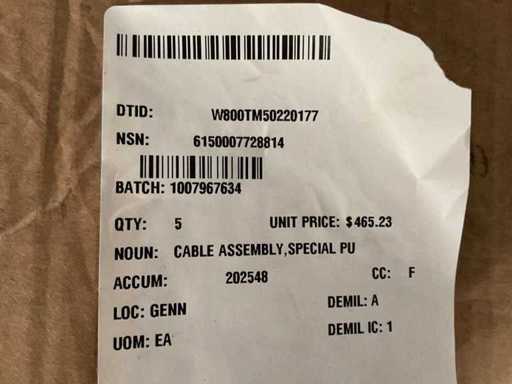 DTID: W800TM50220177
NSN: 6150007728814
BATCH: 1007967634
QTY: 5 UNIT PRICE: $465.23
NOUN: CABLE ASSEMBLY,SPECIAL PU
ACCUM: 202548 CC: F
LOC: GENN DEMIL: A
UOM: EA DEMIL IC: 1